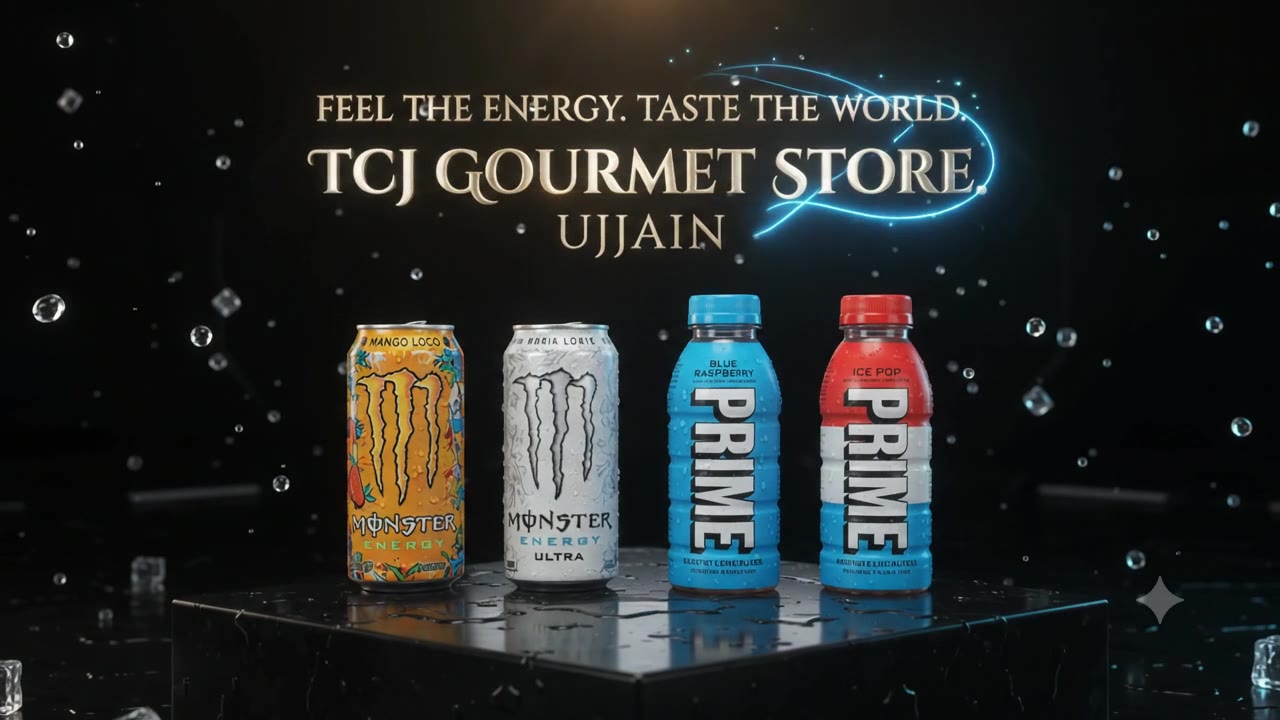 FEEL THE ENERGY. TASTE THE WORLD.
TCJ GOURMET STORE
UJJAIN
MANGO LOCO
MONSTER
ENERGY
MONSTER
ENERGY
ULTRA
BLUE
RASPBERRY
PRIME
ICE POP
PRIME